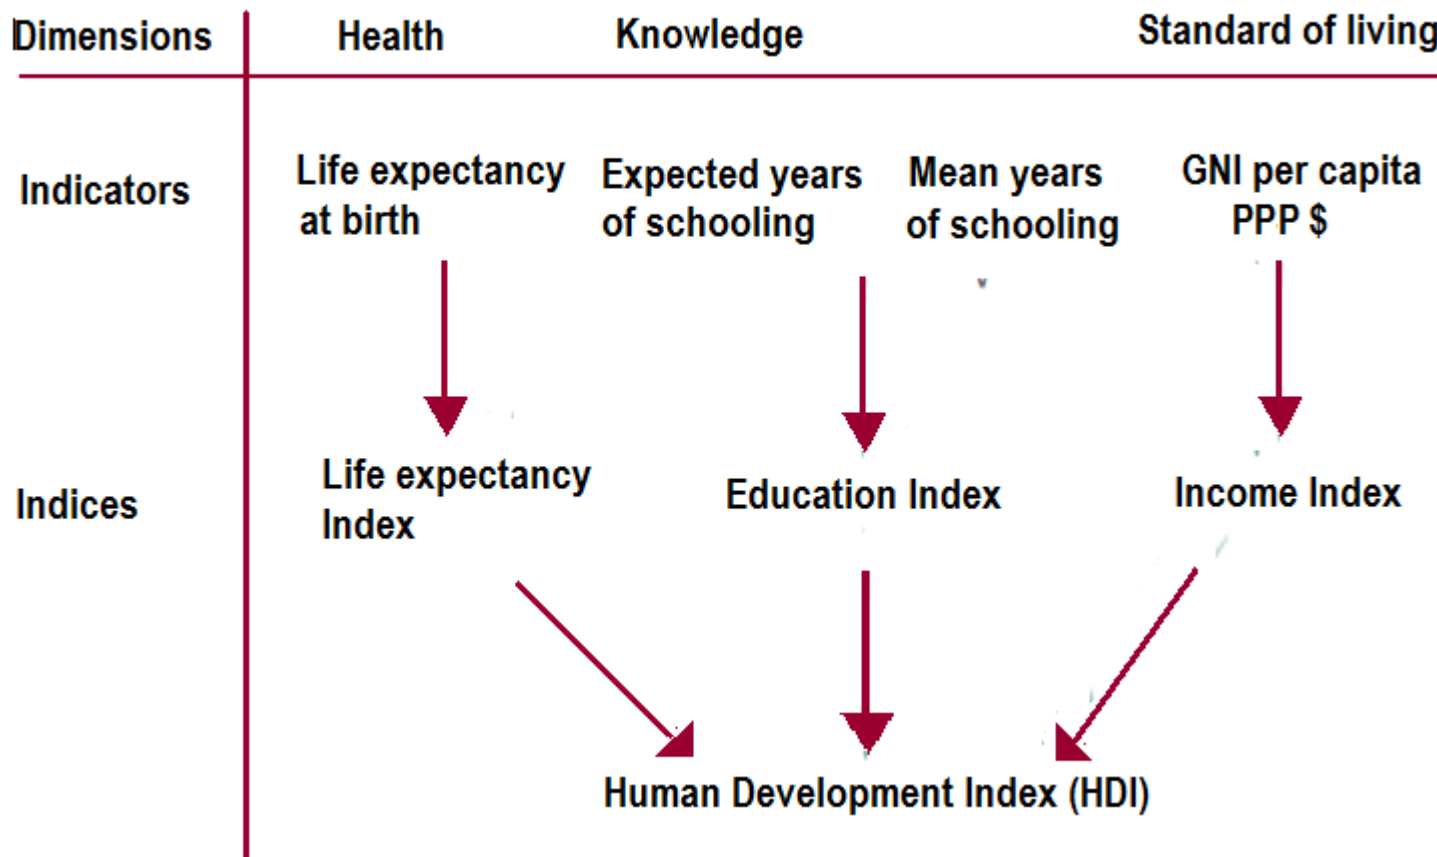 Dimensions Health Knowledge Standard of living
Indicators
Life expectancy
at birth
Expected years
of schooling
Mean years
of schooling
GNI per capita
PPP $
Indices
Life expectancy
Index
Education Index
Income Index
Human Development Index (HDI)